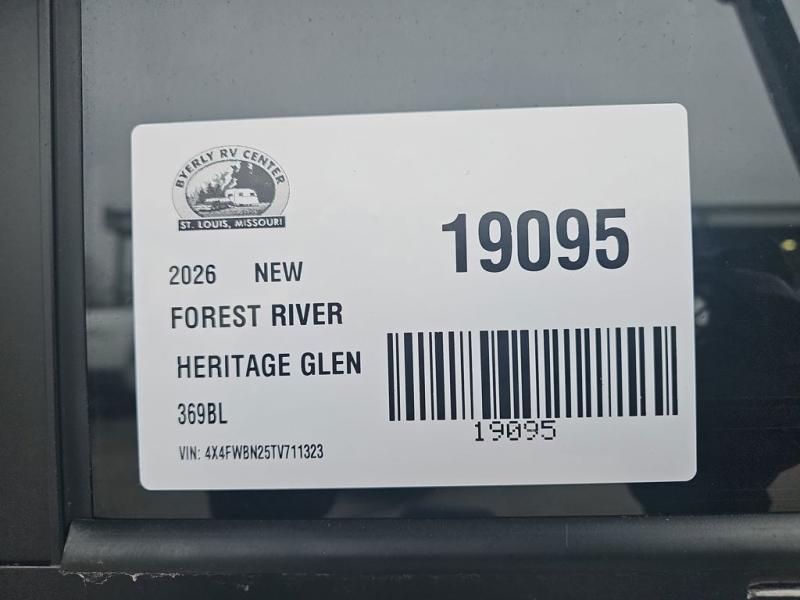 BYERLY RV CENTER
ST. LOUIS, MISSOURI
19095
2026 NEW
FOREST RIVER
HERITAGE GLEN
369BL
19095
VIN: 4X4FWBN25TV711323